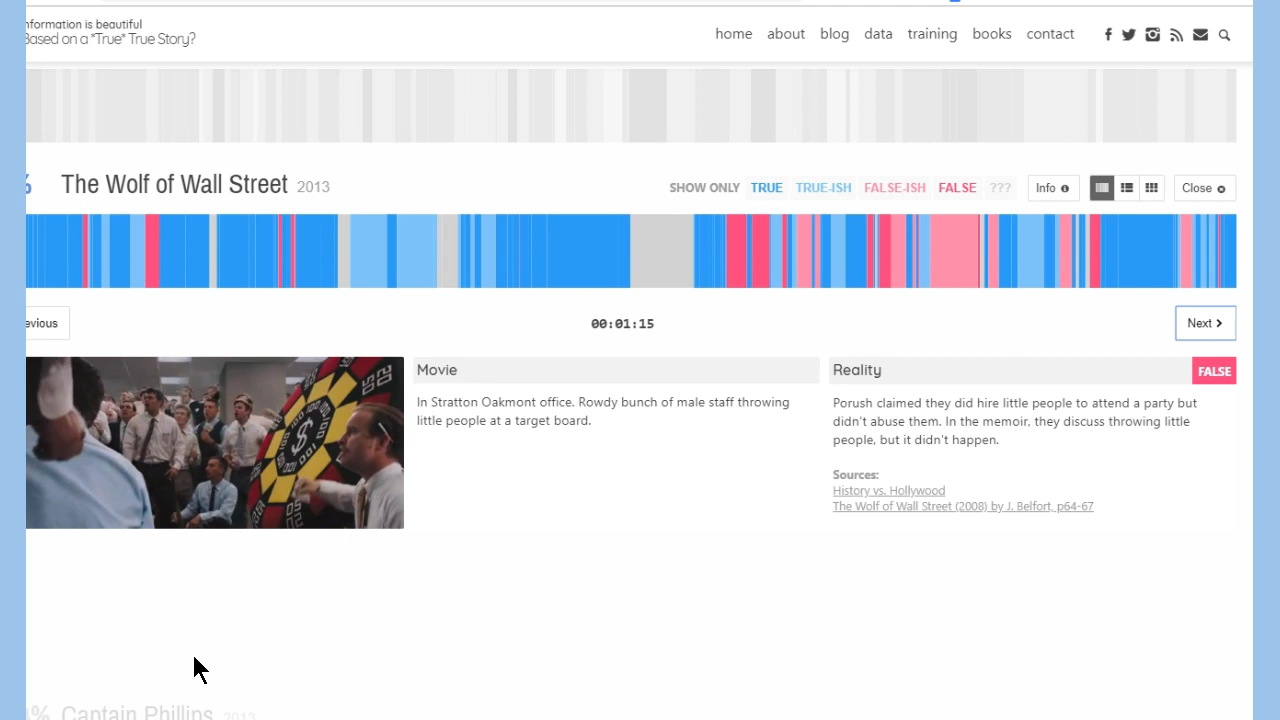 nformation is beautiful
Based on a "True" True Story?
home about blog data training books contact
% The Wolf of Wall Street 2013
SHOW ONLY TRUE TRUE-ISH FALSE-ISH FALSE ??? Info Close
evious
00:01:15
Next
Movie
In Stratton Oakmont office. Rowdy bunch of male staff throwing
little people at a target board.
Reality
FALSE
Porush claimed they did hire little people to attend a party but
didn't abuse them. In the memoir, they discuss throwing little
people, but it didn't happen.
Sources:
History vs. Hollywood
The Wolf of Wall Street (2008) by J. Belfort, p64-67
% Captain Phillips 2013